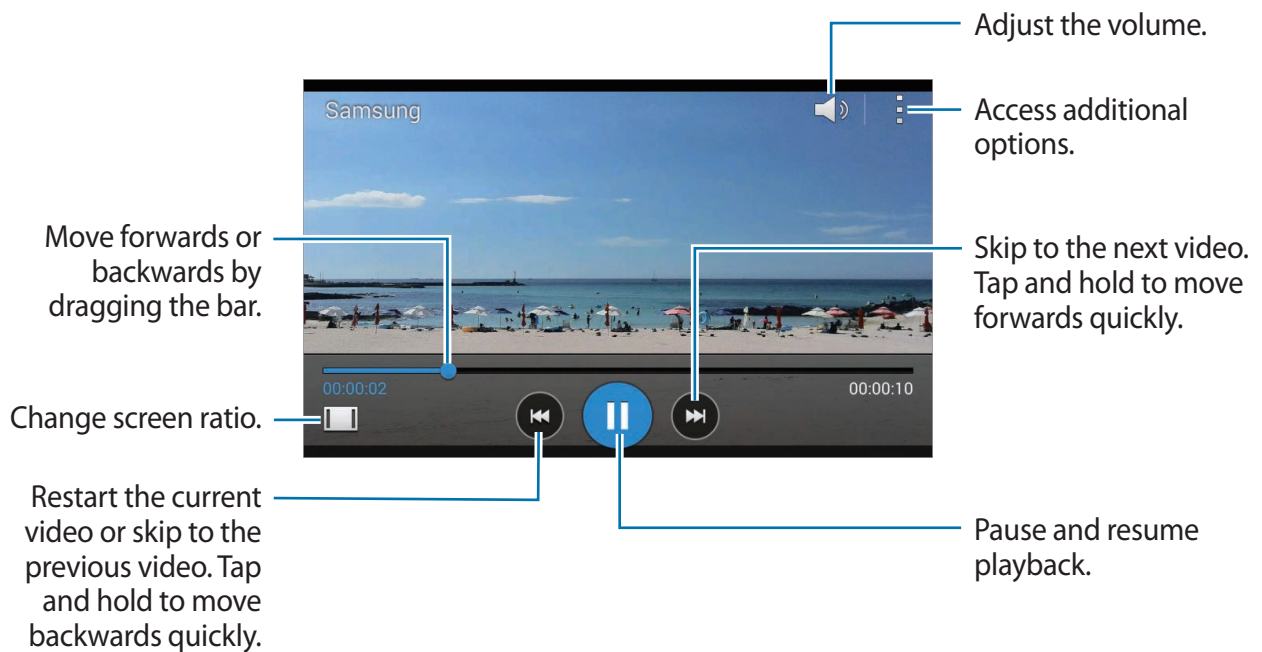 Adjust the volume.
Samsung
Access additional
options.
Move forwards or
backwards by
dragging the bar.
Skip to the next video.
Tap and hold to move
forwards quickly.
00:00:02
00:00:10
Change screen ratio.
Restart the current
video or skip to the
previous video. Tap
and hold to move
backwards quickly.
Pause and resume
playback.